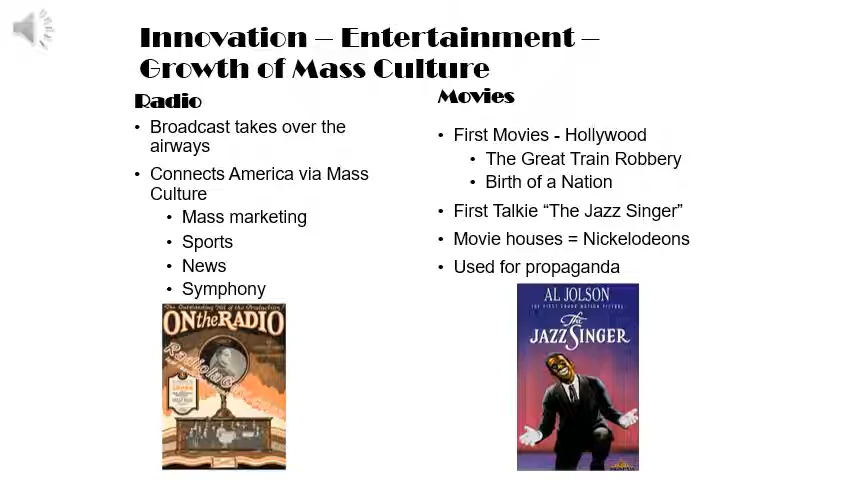 Innovation – Entertainment –
Growth of Mass Culture
Radio
• Broadcast takes over the
airways
• Connects America via Mass
Culture
• Mass marketing
• Sports
• News
• Symphony
ON the RADIO
Movies
• First Movies - Hollywood
• The Great Train Robbery
• Birth of a Nation
• First Talkie “The Jazz Singer”
• Movie houses = Nickelodeons
• Used for propaganda
AL JOLSON
The
JAZZ SINGER